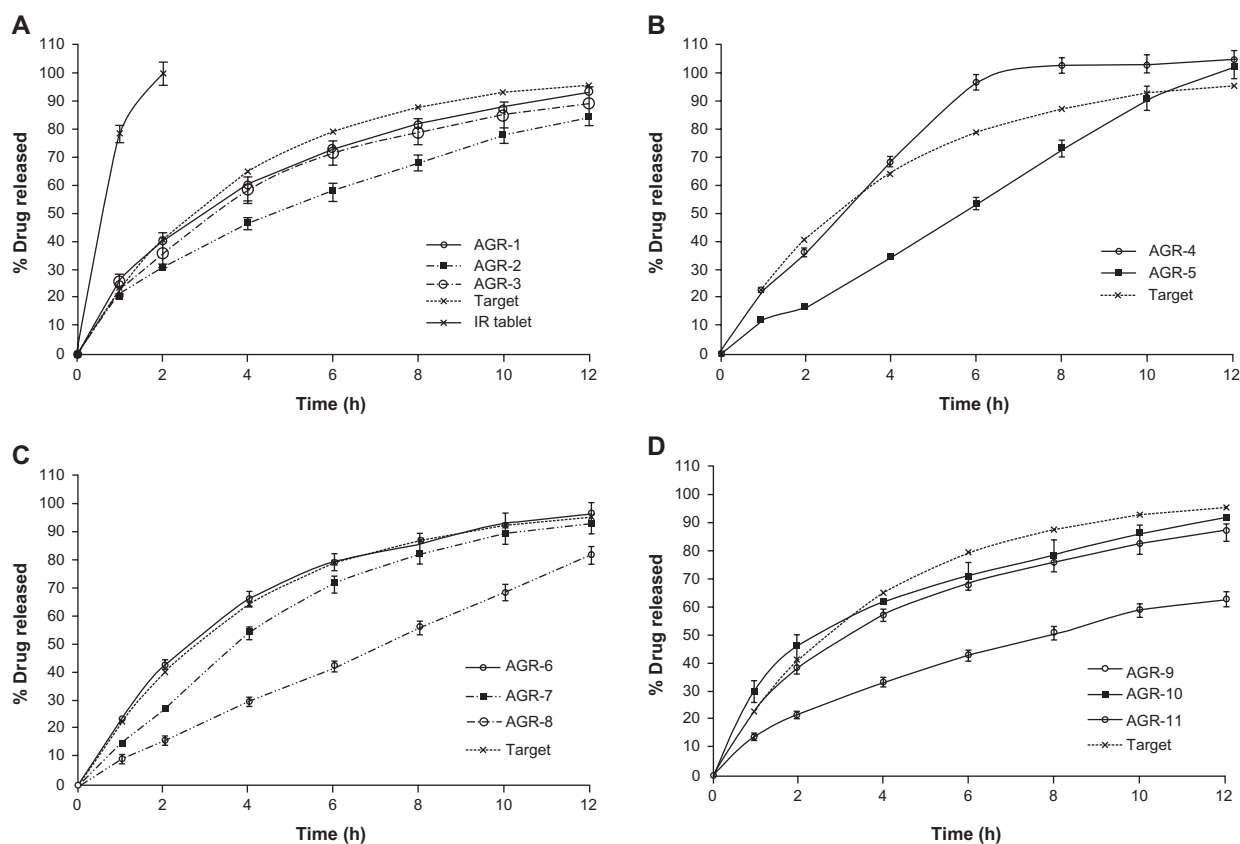 A
% Drug released
110
100
90
80
70
60
50
40
30
20
10
0
0 2 4 6 8 10 12
Time (h)
AGR-1
AGR-2
AGR-3
Target
IR tablet
B
% Drug released
110
100
90
80
70
60
50
40
30
20
10
0
0 2 4 6 8 10 12
Time (h)
AGR-4
AGR-5
Target
C
% Drug released
110
100
90
80
70
60
50
40
30
20
10
0
0 2 4 6 8 10 12
Time (h)
AGR-6
AGR-7
AGR-8
Target
D
% Drug released
110
100
90
80
70
60
50
40
30
20
10
0
0 2 4 6 8 10 12
Time (h)
AGR-9
AGR-10
AGR-11
Target